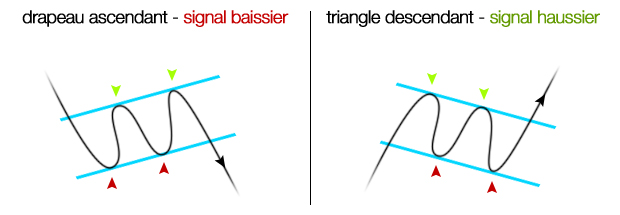 drapeau ascendant - signal baissier
triangle descendant - signal haussier